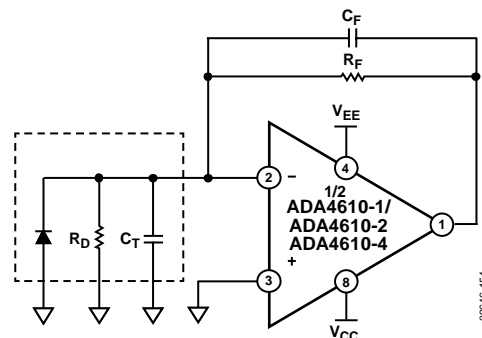 CF
RF
VEE
4
2
−
1/2
ADA4610-1/
ADA4610-2
ADA4610-4
1
RD
CT
+
3
8
VCC